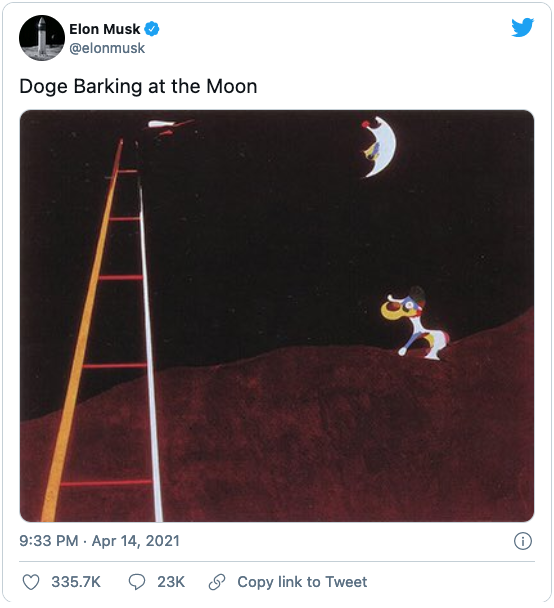 Elon Musk
@elonmusk
Doge Barking at the Moon
9:33 PM · Apr 14, 2021
335.7K 23K Copy link to Tweet